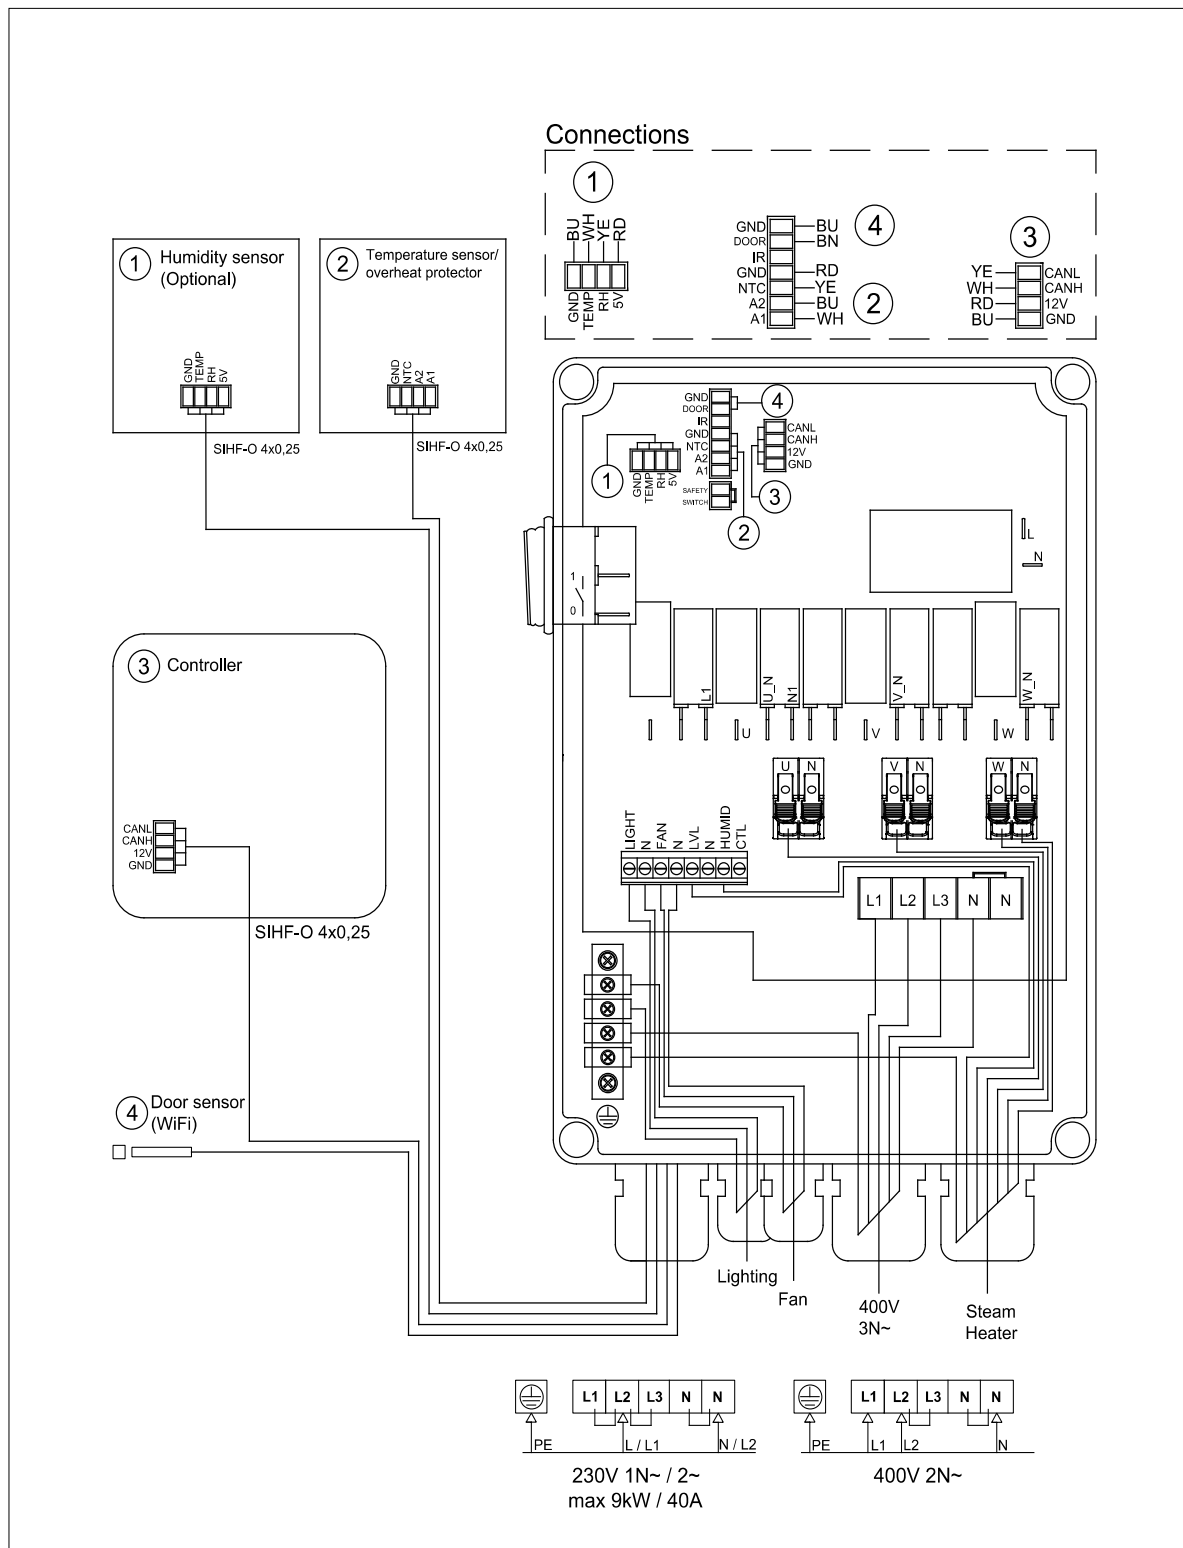 Connections
1
BU
WH
YE
RD
GND
TEMP
RH
5V
GND
DOOR
IR
GND
NTC
A2
A1
BU
BN
RD
YE
BU
WH
4
2
3
YE
WH
RD
BU
CANL
CANH
12V
GND
1
Humidity sensor
(Optional)
GND
TEMP
RH
5V
SIHF-O 4x0,25
2
Temperature sensor/
overheat protector
GND
NTC
A2
A1
SIHF-O 4x0,25
GND
DOOR
IR
GND
NTC
A2
A1
4
CANL
CANH
12V
GND
1
GND
TEMP
RH
5V
SAFETY
SWITCH
3
2
L
N
1
0
3
Controller
CANL
CANH
12V
GND
SIHF-O 4x0,25
L1
U_N
N1
V_N
W_N
U
V
W
U
N
V
N
W
N
LIGHT
N
FAN
N
LVL
N
HUMID
CTL
L1
L2
L3
N
N
4
Door sensor
(WiFi)
Lighting
Fan
400V
3N~
Steam
Heater
L1
L2
L3
N
N
PE
L / L1
N / L2
230V 1N~ / 2~
max 9kW / 40A
L1
L2
L3
N
N
PE
L1
L2
N
400V 2N~